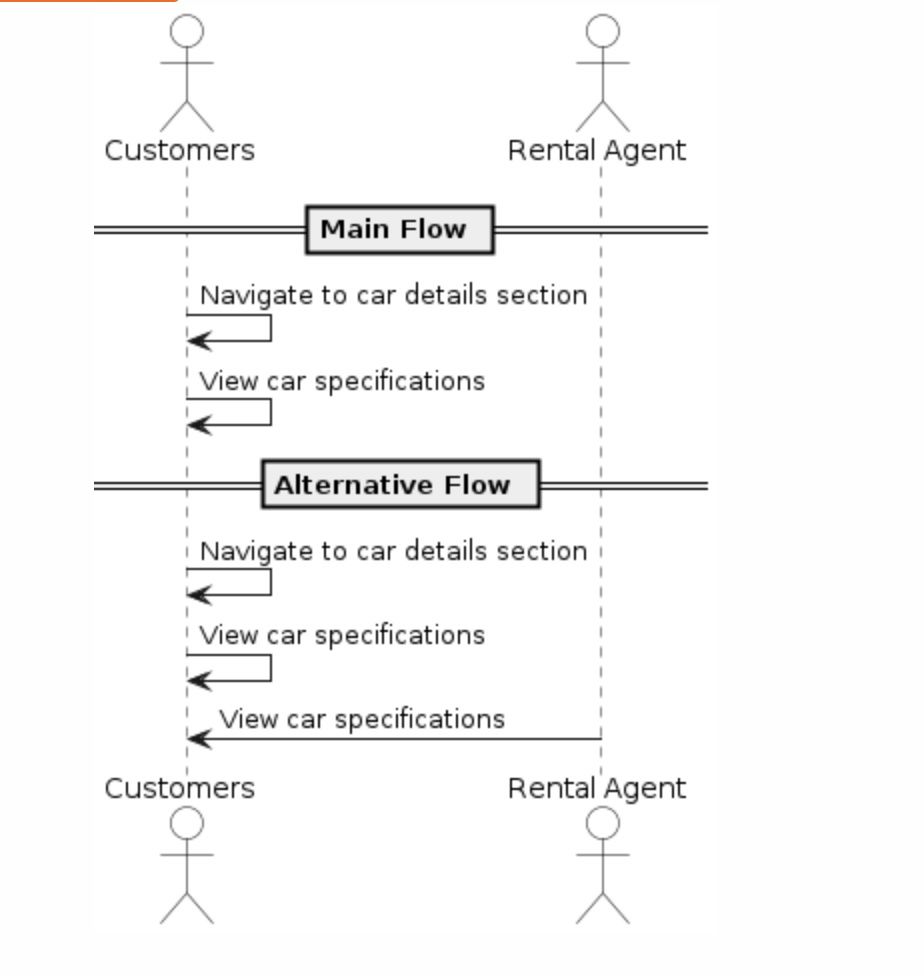 Customers Rental Agent
Main Flow
Navigate to car details section
View car specifications
Alternative Flow
Navigate to car details section
View car specifications
View car specifications
Customers Rental Agent